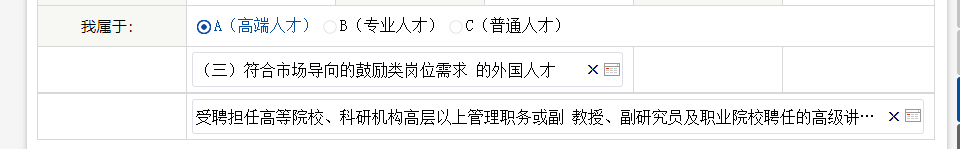 我属于： A（高端人才） B（专业人才） C（普通人才）
（三）符合市场导向的鼓励类岗位需求 的外国人才
受聘担任高等院校、科研机构高层以上管理职务或副 教授、副研究员及职业院校聘任的高级讲…